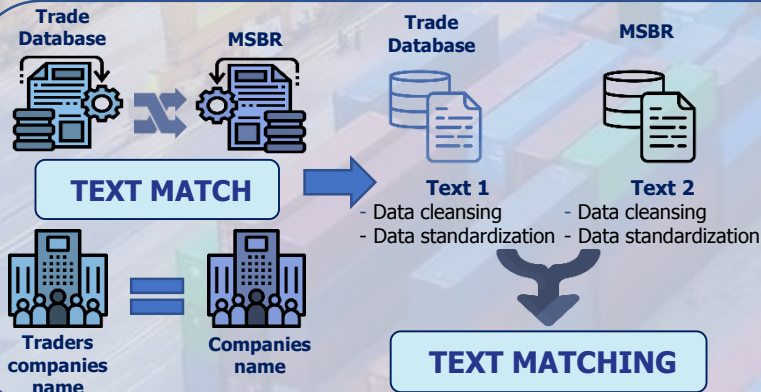 Trade
Database
MSBR
TEXT MATCH
Traders
companies
name
Companies
name
Trade
Database
MSBR
Text 1
- Data cleansing
- Data standardization
Text 2
- Data cleansing
- Data standardization
TEXT MATCHING